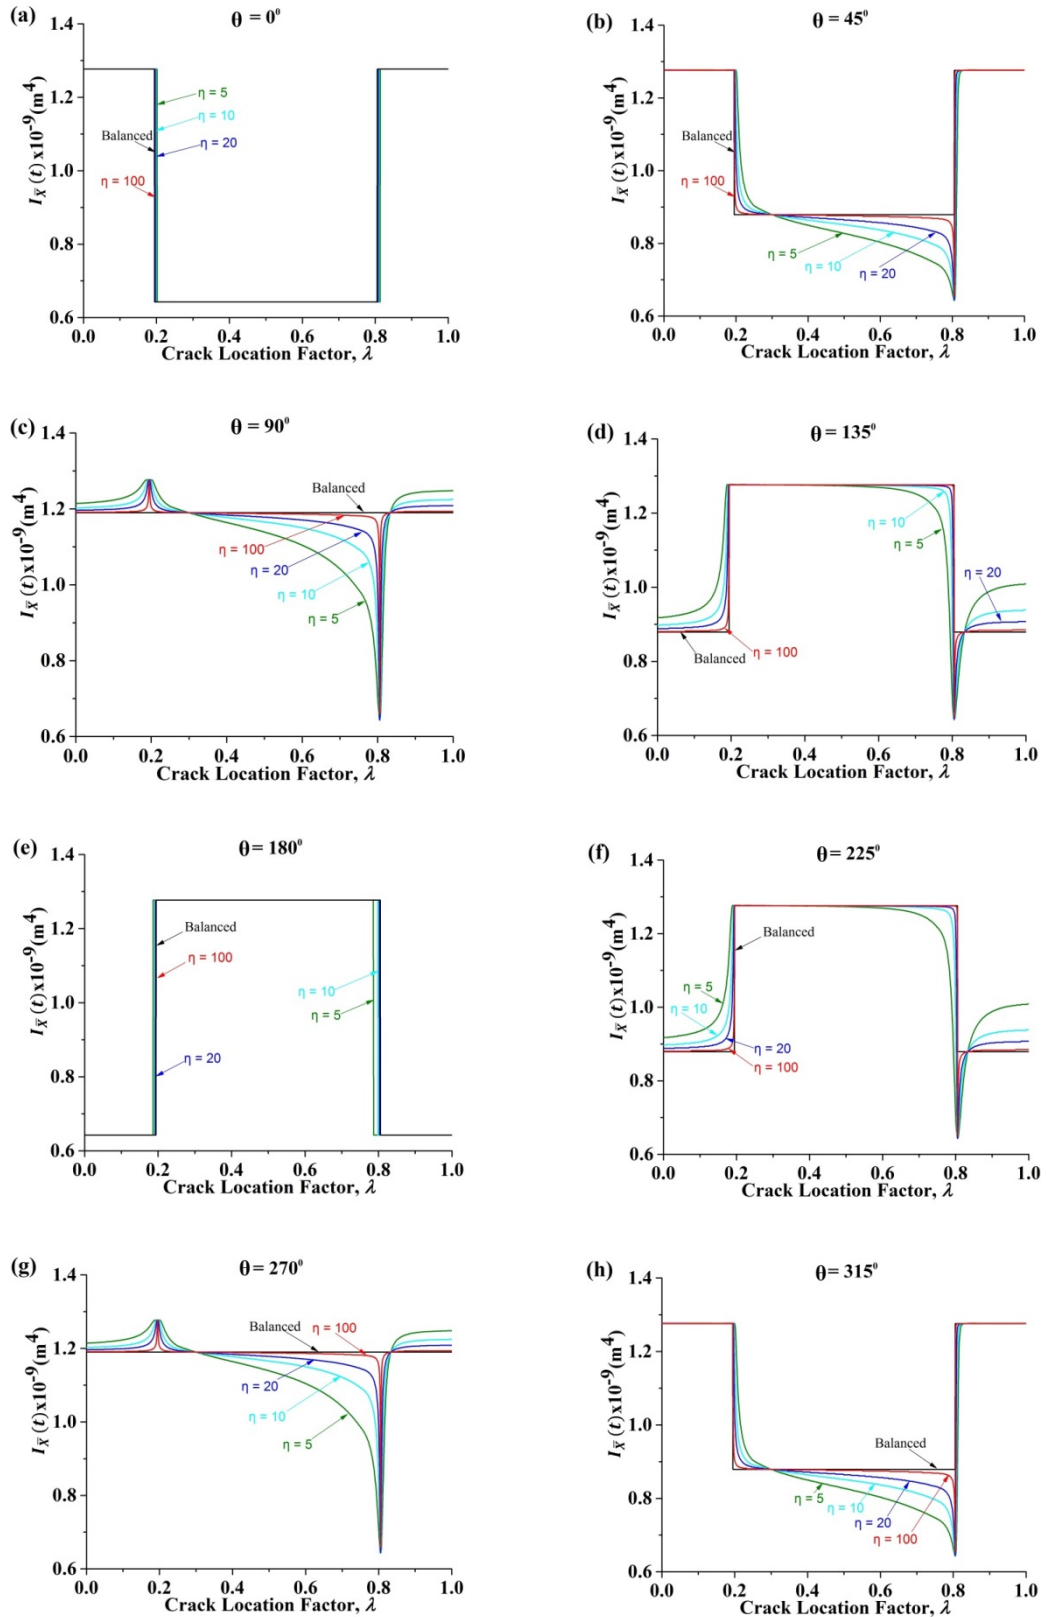 (a)
θ = 0⁰
I_X̄(t)x10⁻⁹(m⁴)
1.4
1.2
1.0
0.8
0.6
η = 5
η = 10
Balanced
η = 20
η = 100
0.0 0.2 0.4 0.6 0.8 1.0
Crack Location Factor, λ
(b)
θ = 45⁰
I_X̄(t)x10⁻⁹(m⁴)
1.4
1.2
1.0
0.8
0.6
Balanced
η = 100
η = 5
η = 10
η = 20
0.0 0.2 0.4 0.6 0.8 1.0
Crack Location Factor, λ
(c)
θ = 90⁰
I_X̄(t)x10⁻⁹(m⁴)
1.4
1.2
1.0
0.8
0.6
Balanced
η = 100
η = 20
η = 10
η = 5
0.0 0.2 0.4 0.6 0.8 1.0
Crack Location Factor, λ
(d)
θ = 135⁰
I_X̄(t)x10⁻⁹(m⁴)
1.4
1.2
1.0
0.8
0.6
η = 10
η = 5
η = 20
η = 100
Balanced
0.0 0.2 0.4 0.6 0.8 1.0
Crack Location Factor, λ
(e)
θ = 180⁰
I_X̄(t)x10⁻⁹(m⁴)
1.4
1.2
1.0
0.8
0.6
Balanced
η = 100
η = 10
η = 5
η = 20
0.0 0.2 0.4 0.6 0.8 1.0
Crack Location Factor, λ
(f)
θ = 225⁰
I_X̄(t)x10⁻⁹(m⁴)
1.4
1.2
1.0
0.8
0.6
Balanced
η = 5
η = 10
η = 20
η = 100
0.0 0.2 0.4 0.6 0.8 1.0
Crack Location Factor, λ
(g)
θ = 270⁰
I_X̄(t)x10⁻⁹(m⁴)
1.4
1.2
1.0
0.8
0.6
Balanced
η = 100
η = 20
η = 10
η = 5
0.0 0.2 0.4 0.6 0.8 1.0
Crack Location Factor, λ
(h)
θ = 315⁰
I_X̄(t)x10⁻⁹(m⁴)
1.4
1.2
1.0
0.8
0.6
Balanced
η = 5
η = 10
η = 20
η = 100
0.0 0.2 0.4 0.6 0.8 1.0
Crack Location Factor, λ